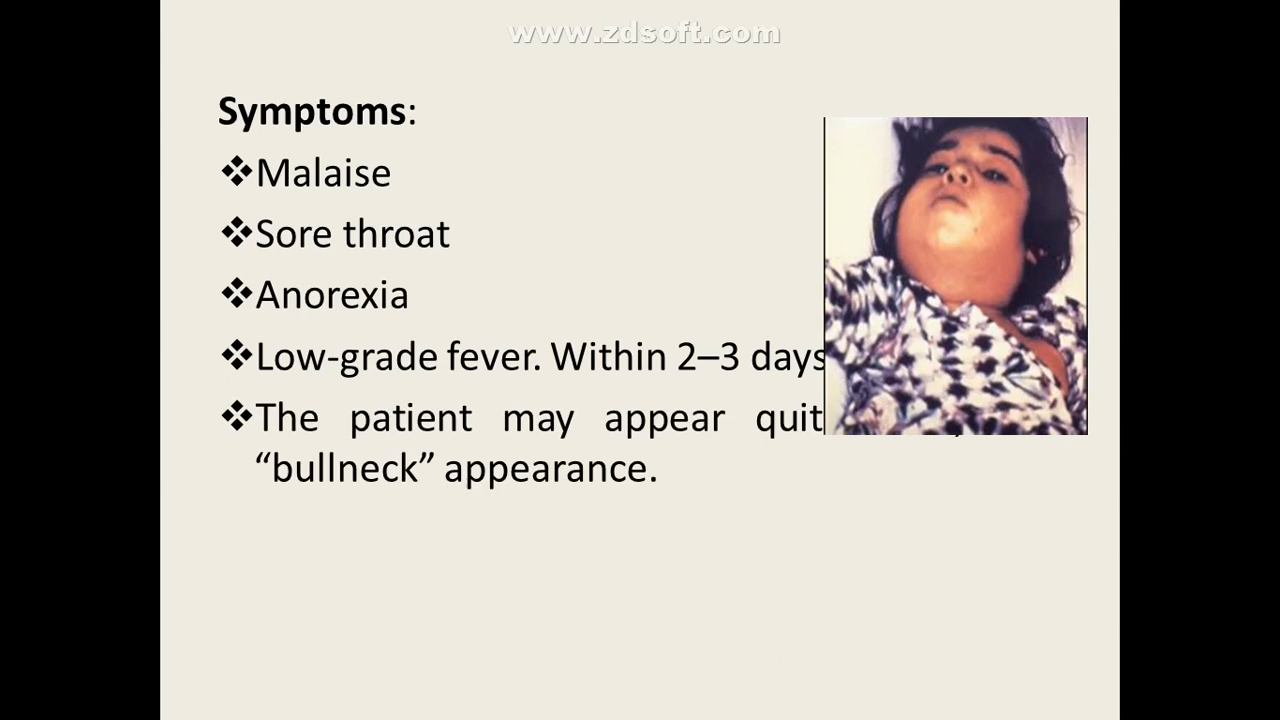 www.zdsoft.com
Symptoms:
❖Malaise
❖Sore throat
❖Anorexia
❖Low-grade fever. Within 2–3 days
❖The patient may appear
“bullneck” appearance.